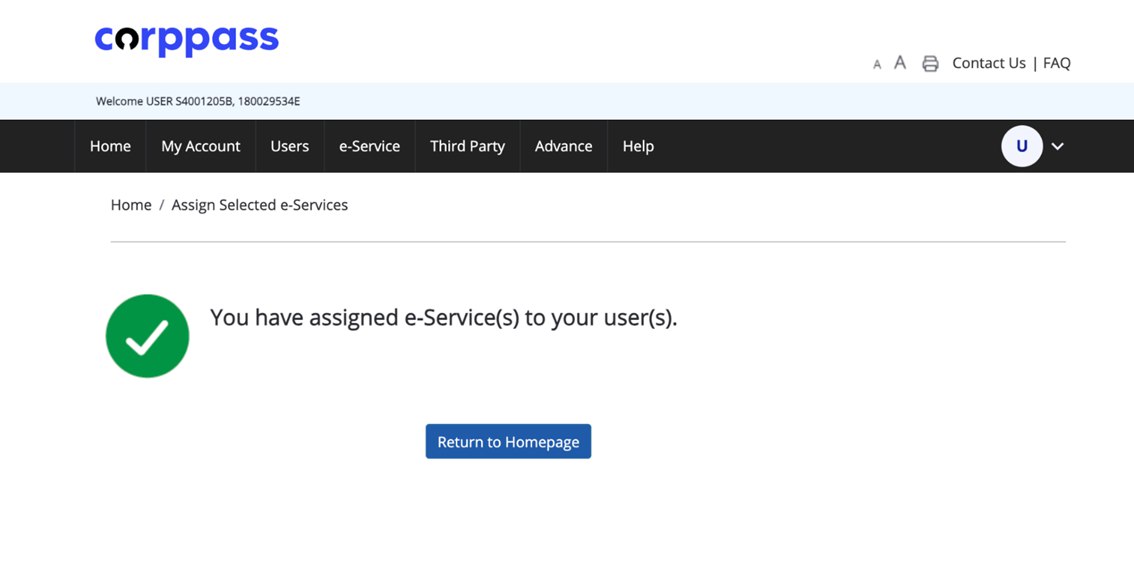 corppass
A A Contact Us | FAQ
Welcome USER S4001205B, 180029534E
Home My Account Users e-Service Third Party Advance Help U
Home / Assign Selected e-Services
You have assigned e-Service(s) to your user(s).
Return to Homepage